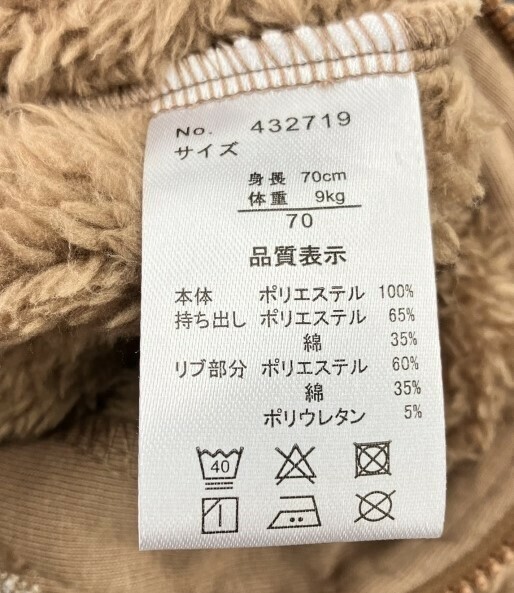 No. 432719
サイズ
身長 70cm
体重 9kg
70
品質表示
本体 ポリエステル 100%
持ち出し ポリエステル 65%
綿 35%
リブ部分 ポリエステル 60%
綿 35%
ポリウレタン 5%
40